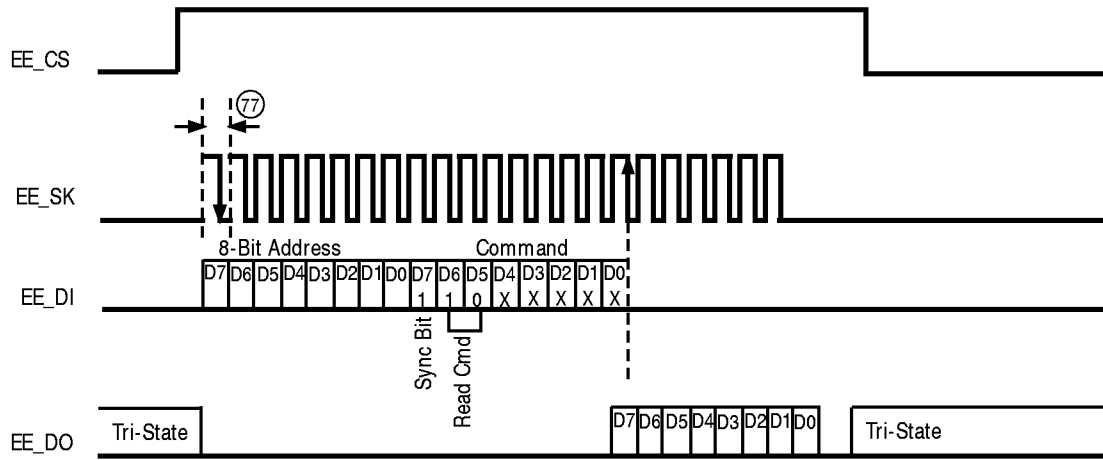 EE_CS
77
EE_SK
8-Bit Address Command
D7 D6 D5 D4 D3 D2 D1 D0 D7 D6 D5 D4 D3 D2 D1 D0
EE_DI
1 1 0 X X X X X
Sync Bit
Read Cmd
D7 D6 D5 D4 D3 D2 D1 D0
Tri-State Tri-State
EE_DO